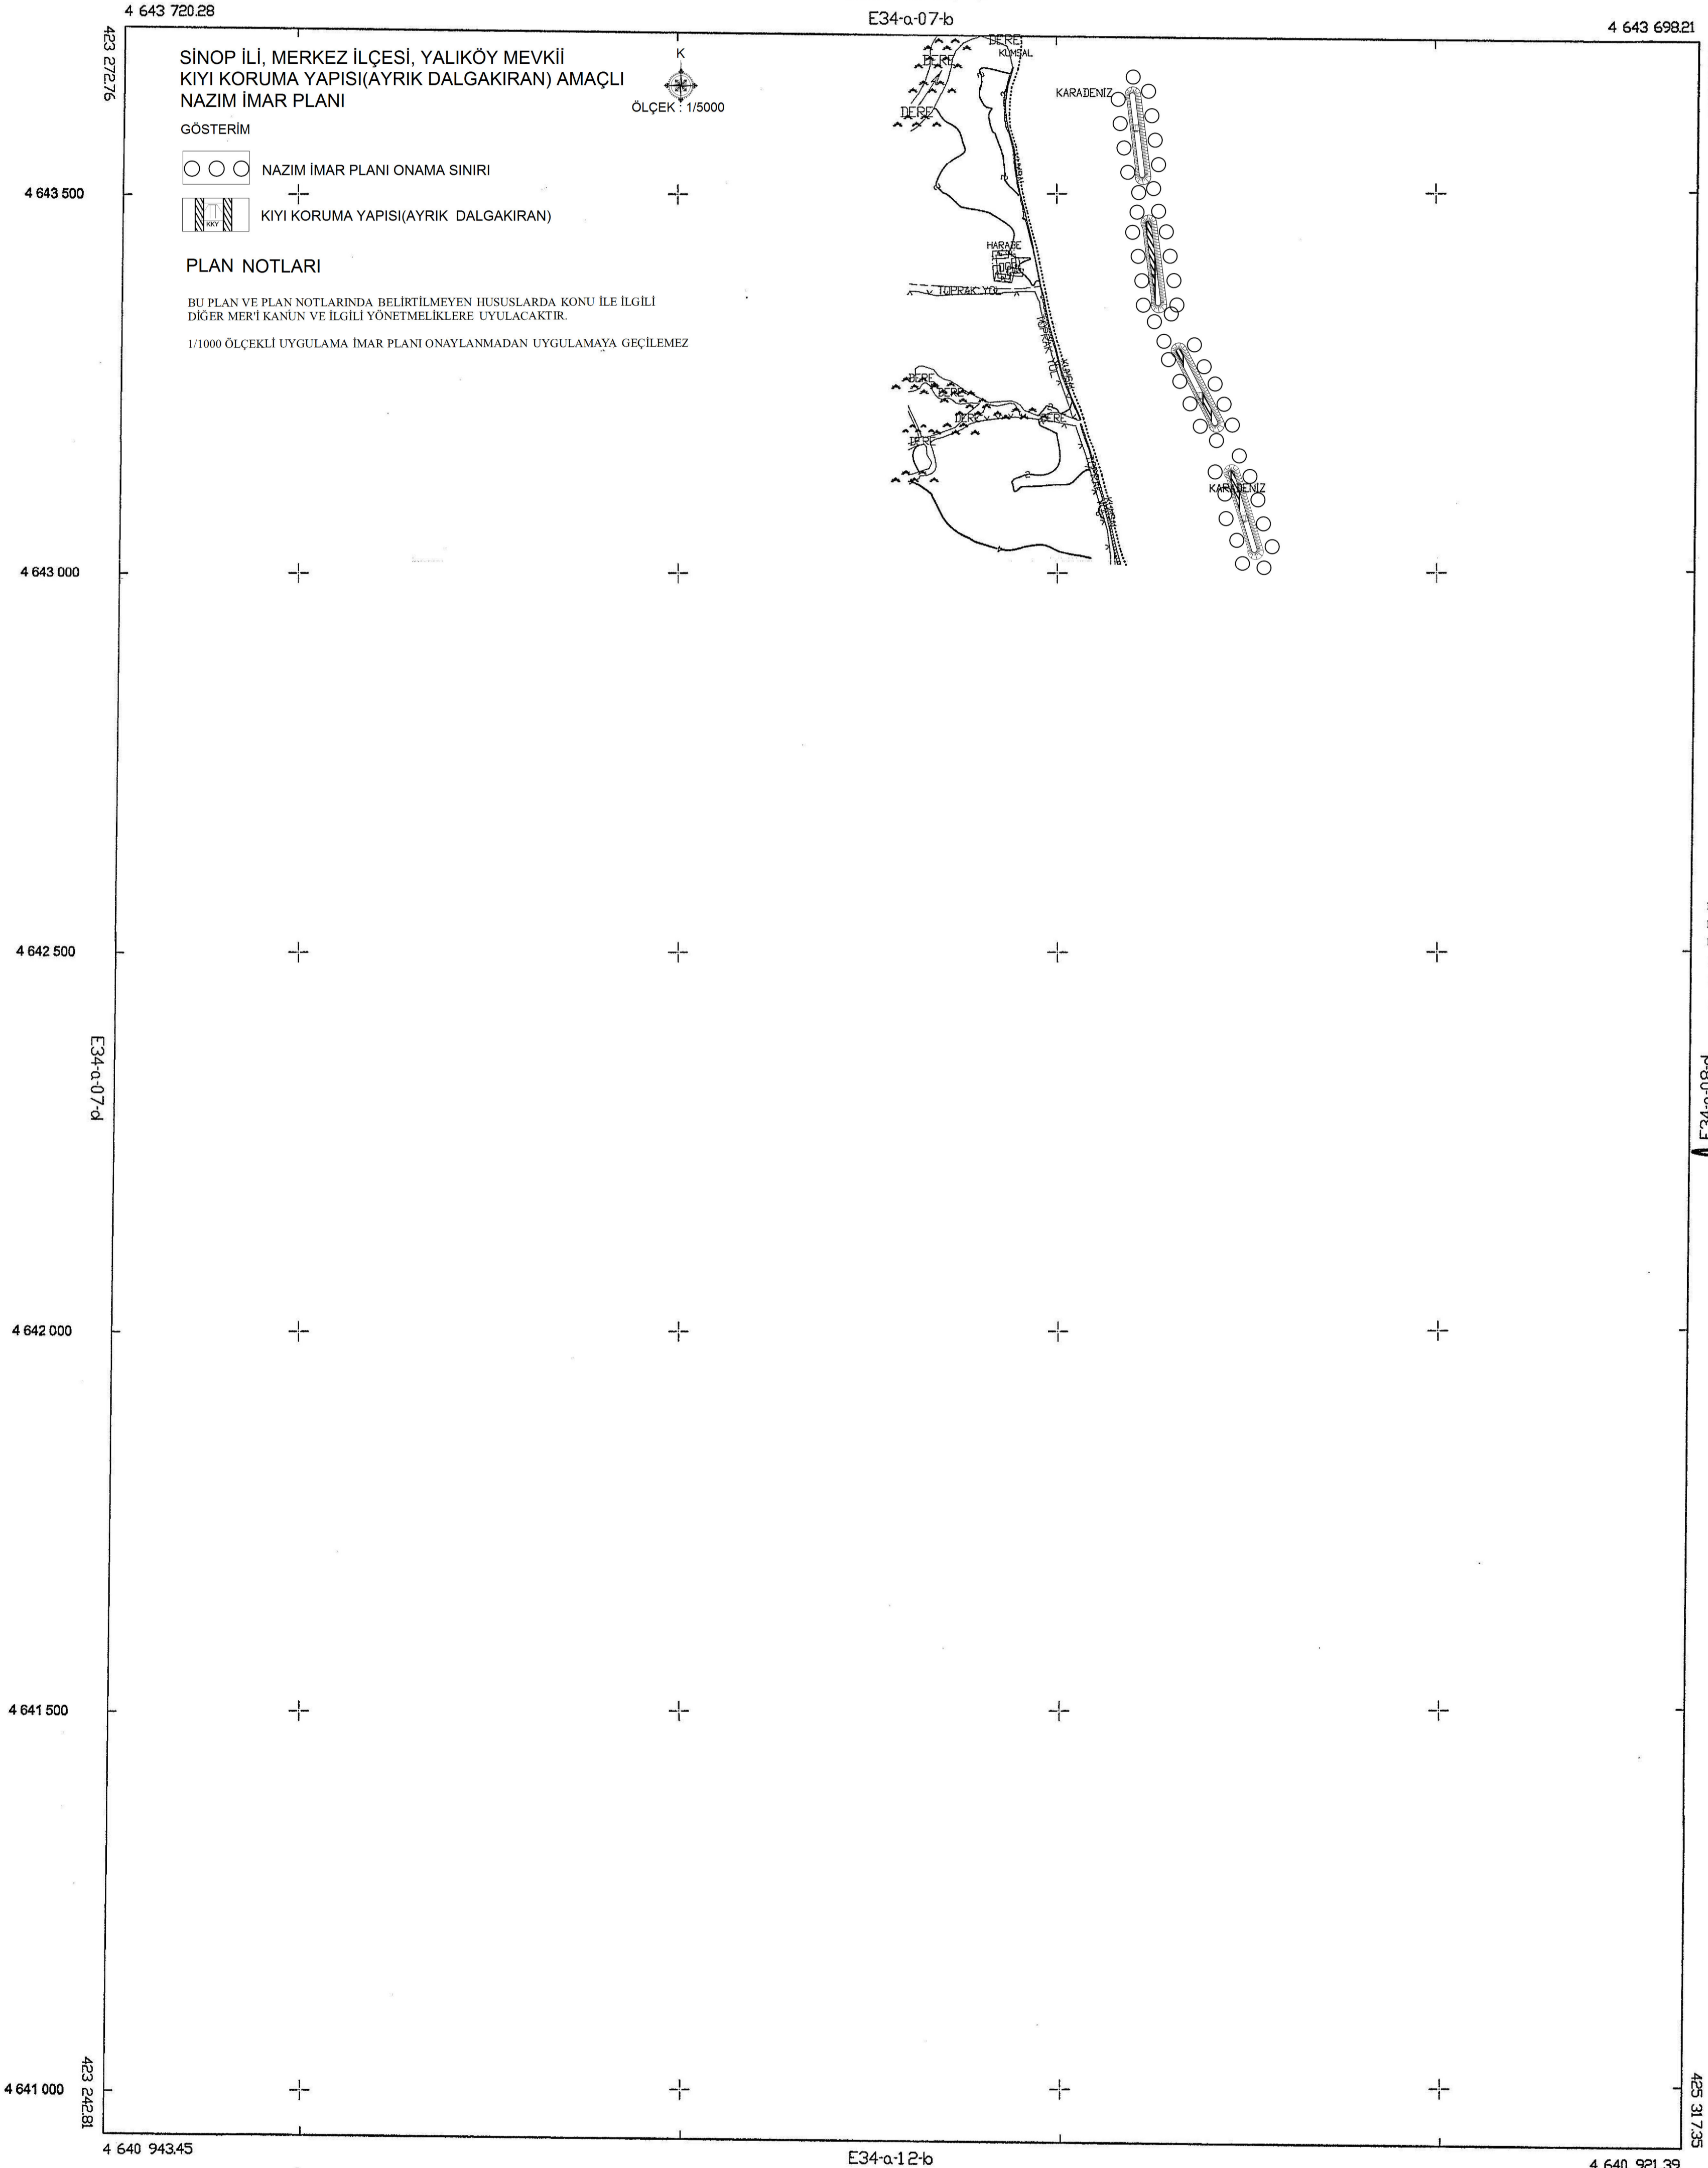 4 643 720.28
E34-a-07-b
4 643 698.21
423 272.76
SİNOP İLİ, MERKEZ İLÇESİ, YALIKÖY MEVKİİ
KIYI KORUMA YAPISI(AYRIK DALGAKIRAN) AMAÇLI
NAZIM İMAR PLANI
K
ÖLÇEK : 1/5000
GÖSTERİM
NAZIM İMAR PLANI ONAMA SINIRI
KKY
KIYI KORUMA YAPISI(AYRIK DALGAKIRAN)
PLAN NOTLARI
BU PLAN VE PLAN NOTLARINDA BELİRTİLMEYEN HUSUSLARDA KONU İLE İLGİLİ
DİĞER MER'İ KANUN VE İLGİLİ YÖNETMELİKLERE UYULACAKTIR.
1/1000 ÖLÇEKLİ UYGULAMA İMAR PLANI ONAYLANMADAN UYGULAMAYA GEÇİLEMEZ
DERE
KUMSAL
DERE
DERE
KARADENIZ
4 643 500
HARABE
TOPRAK YOL
TOPRAK YOL
KUMSAL
DERE
DERE
DERE
DERE
DERE
KARADENIZ
4 643 000
4 642 500
E34-a-07-d
4 642 000
4 641 500
4 641 000
423 242.81
425 317.35
4 640 943.45
E34-a-12-b
4 640 921.39